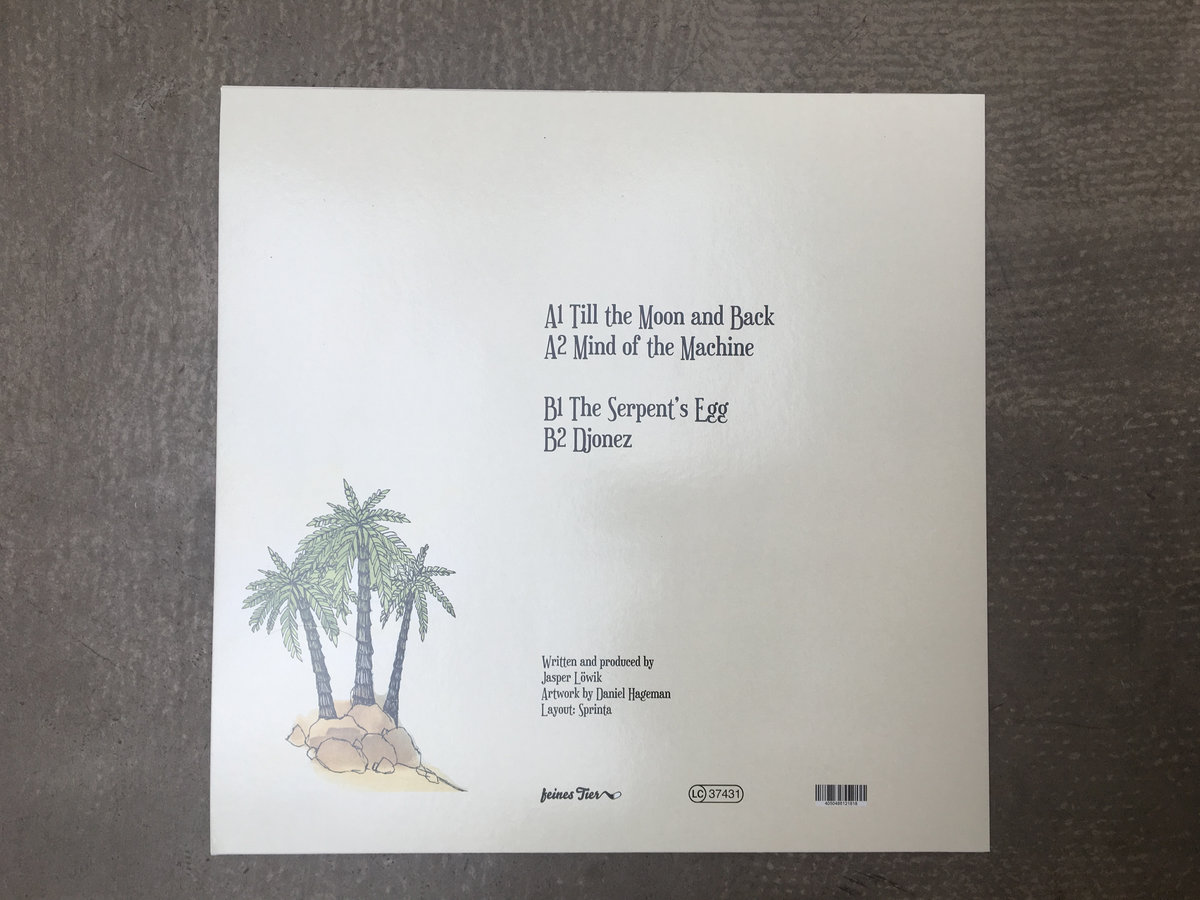 A1 Till the Moon and Back
A2 Mind of the Machine
B1 The Serpent's Egg
B2 Djonez
Written and produced by
Jasper Löwik
Artwork by Daniel Hageman
Layout: Sprinta
feines Tier
LC 37431